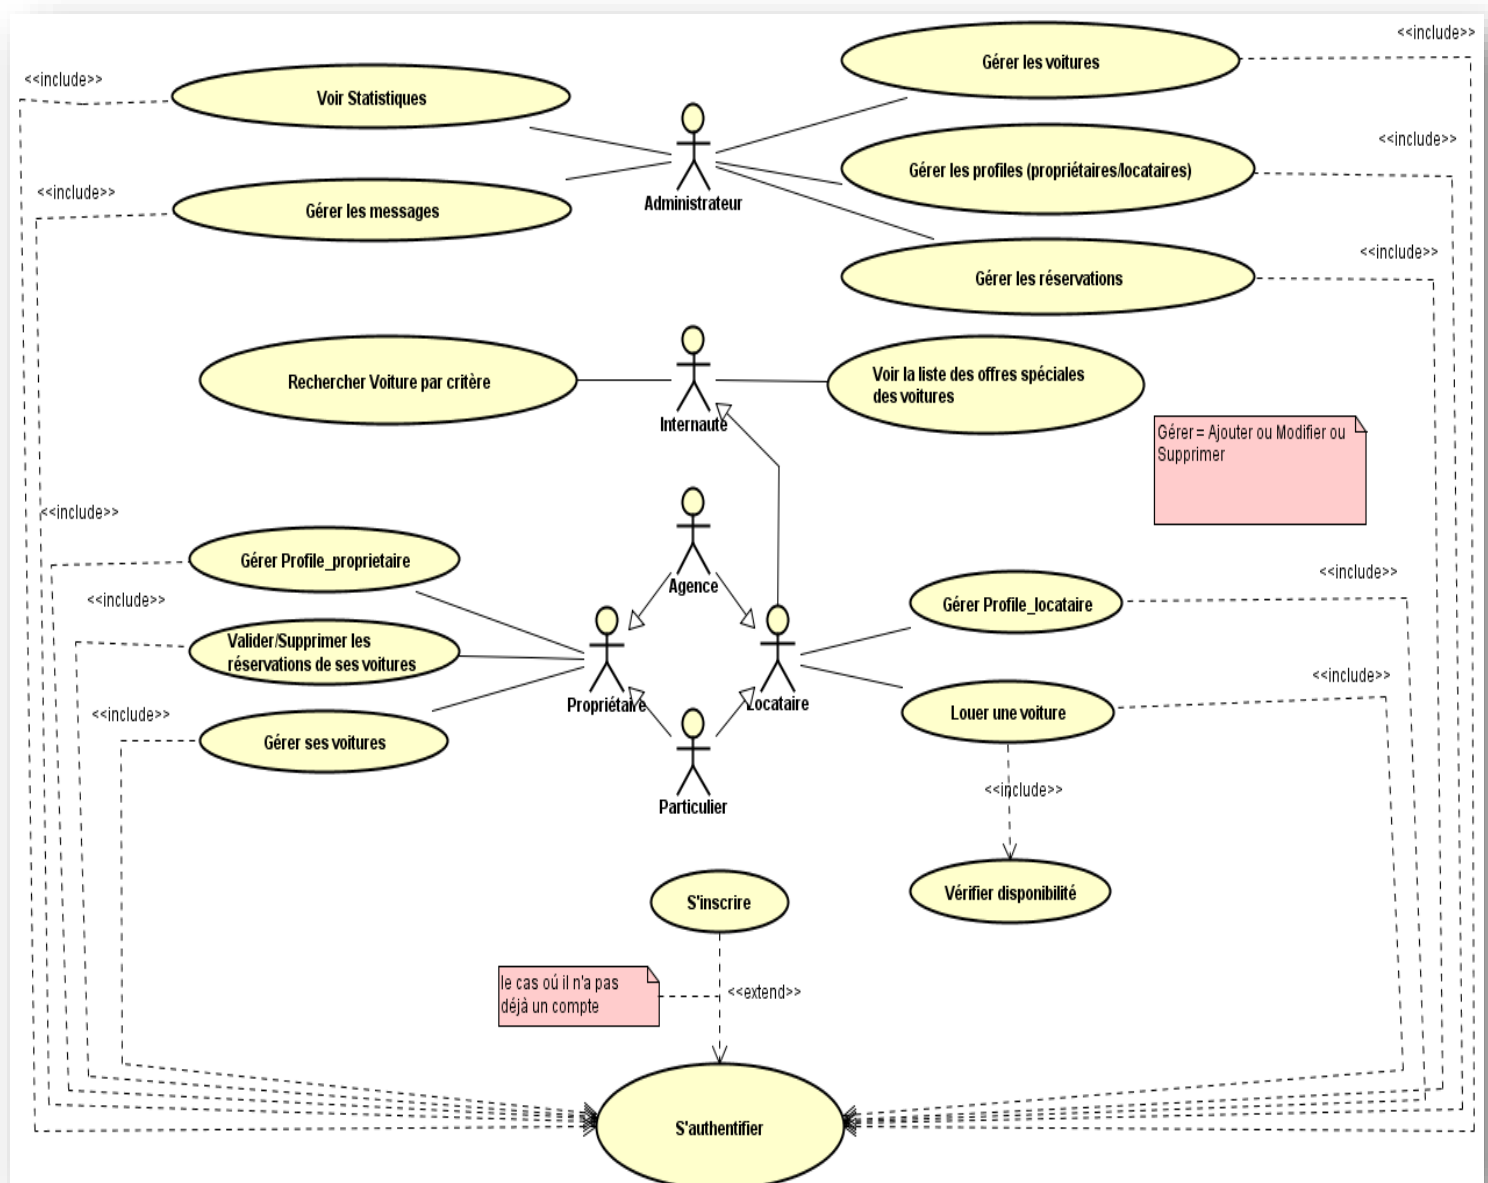 <<include>>
Gérer les voitures
<<include>>
Voir Statistiques
<<include>>
Gérer les profiles (propriétaires/locataires)
<<include>>
Gérer les messages
Administrateur
<<include>>
Gérer les réservations
Rechercher Voiture par critère
Voir la liste des offres spéciales
des voitures
Internaute
Gérer = Ajouter ou Modifier ou
Supprimer
<<include>>
Gérer Profile_proprietaire
Agence
<<include>>
Gérer Profile_locataire
<<include>>
Valider/Supprimer les
réservations de ses voitures
<<include>>
Propriétaire
Locataire
Louer une voiture
<<include>>
Gérer ses voitures
<<include>>
Particulier
S'inscrire
Vérifier disponibilité
le cas oú il n'a pas
déjà un compte
<<extend>>
S'authentifier